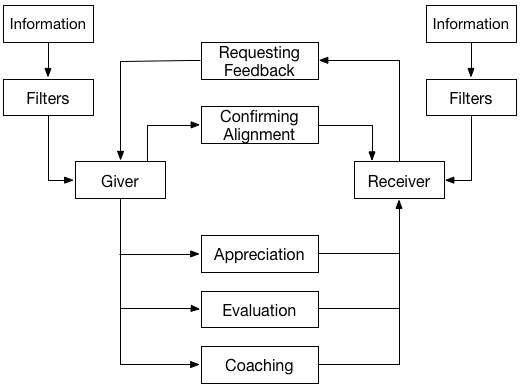 Information
Information
Requesting
Feedback
Filters
Filters
Confirming
Alignment
Giver
Receiver
Appreciation
Evaluation
Coaching